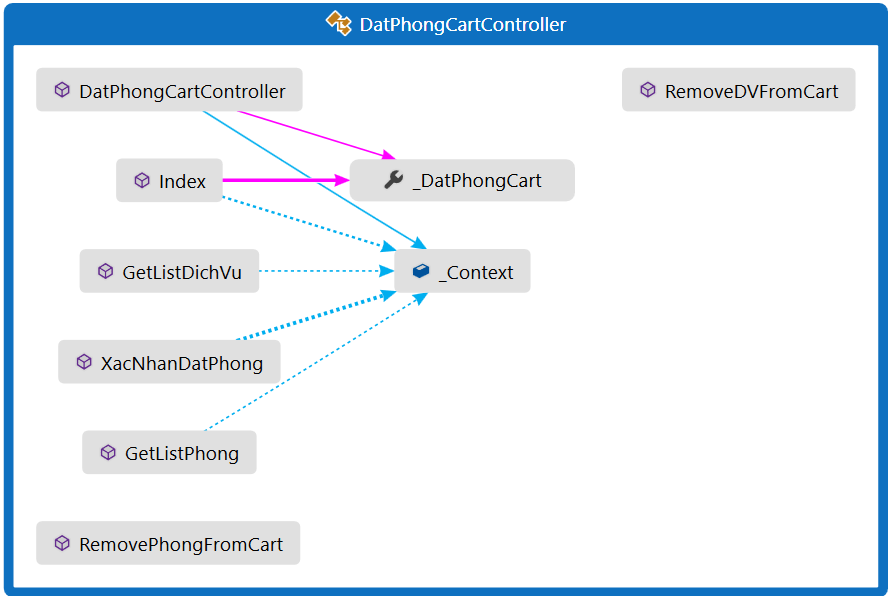 DatPhongCartController
DatPhongCartController
RemoveDVFromCart
Index
_DatPhongCart
GetListDichVu
_Context
XacNhanDatPhong
GetListPhong
RemovePhongFromCart